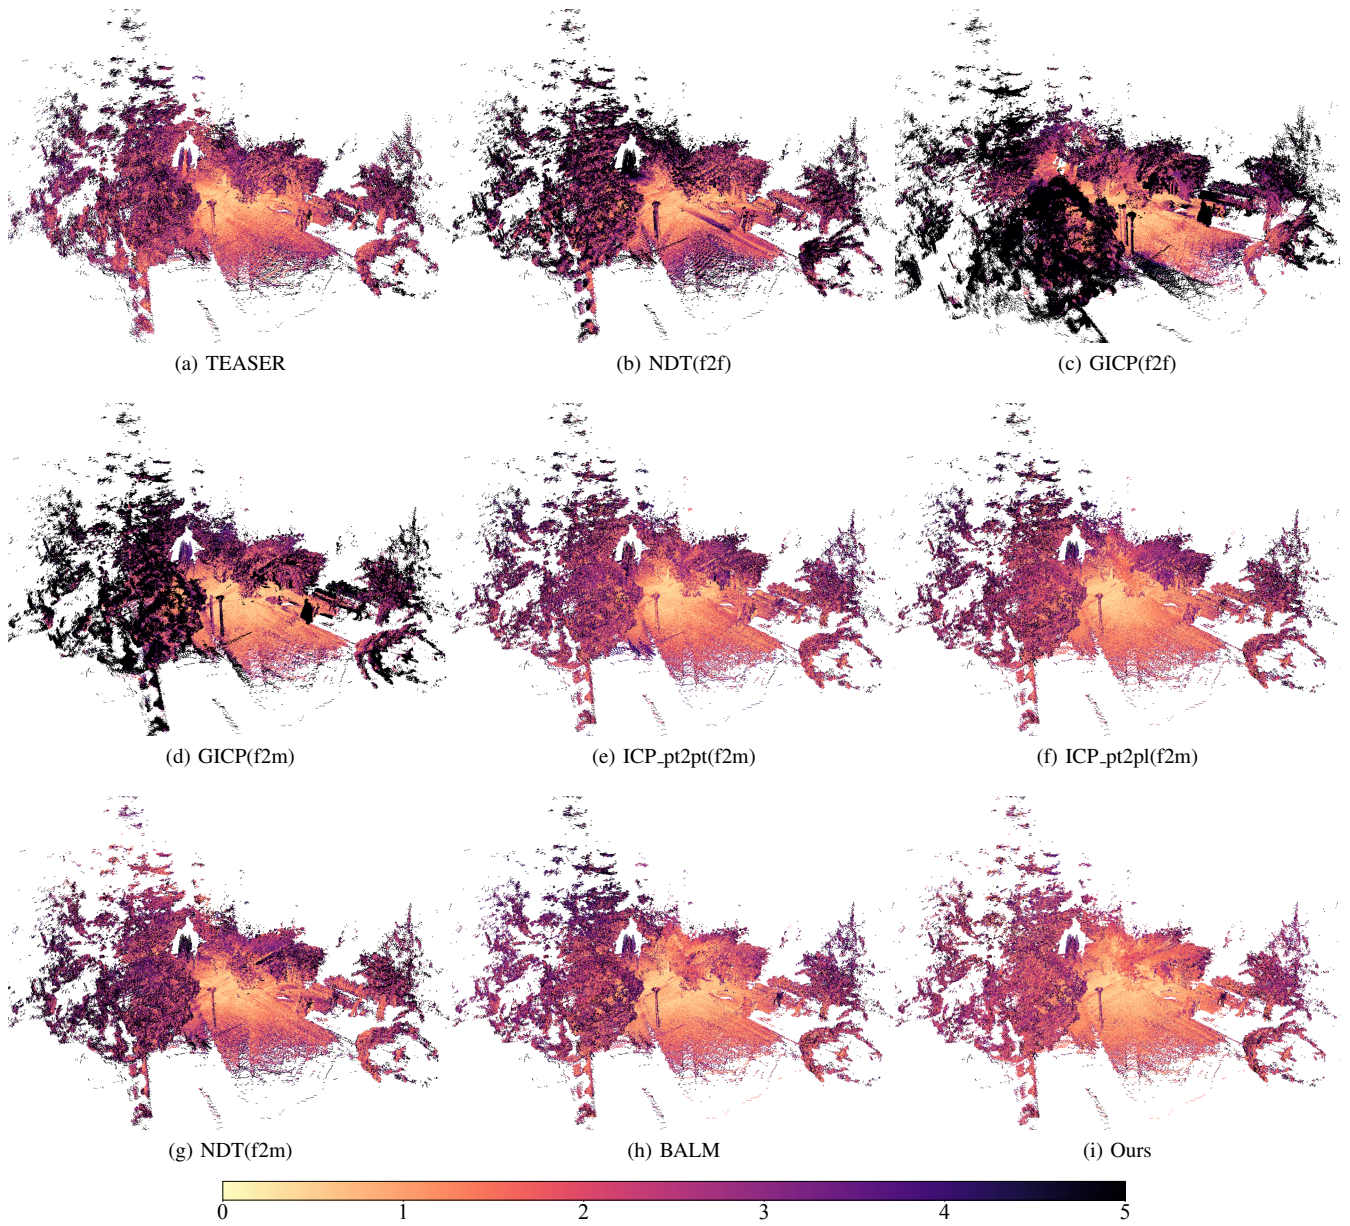 (a) TEASER
(b) NDT(f2f)
(c) GICP(f2f)
(d) GICP(f2m)
(e) ICP_pt2pt(f2m)
(f) ICP_pt2pl(f2m)
(g) NDT(f2m)
(h) BALM
(i) Ours
0 1 2 3 4 5